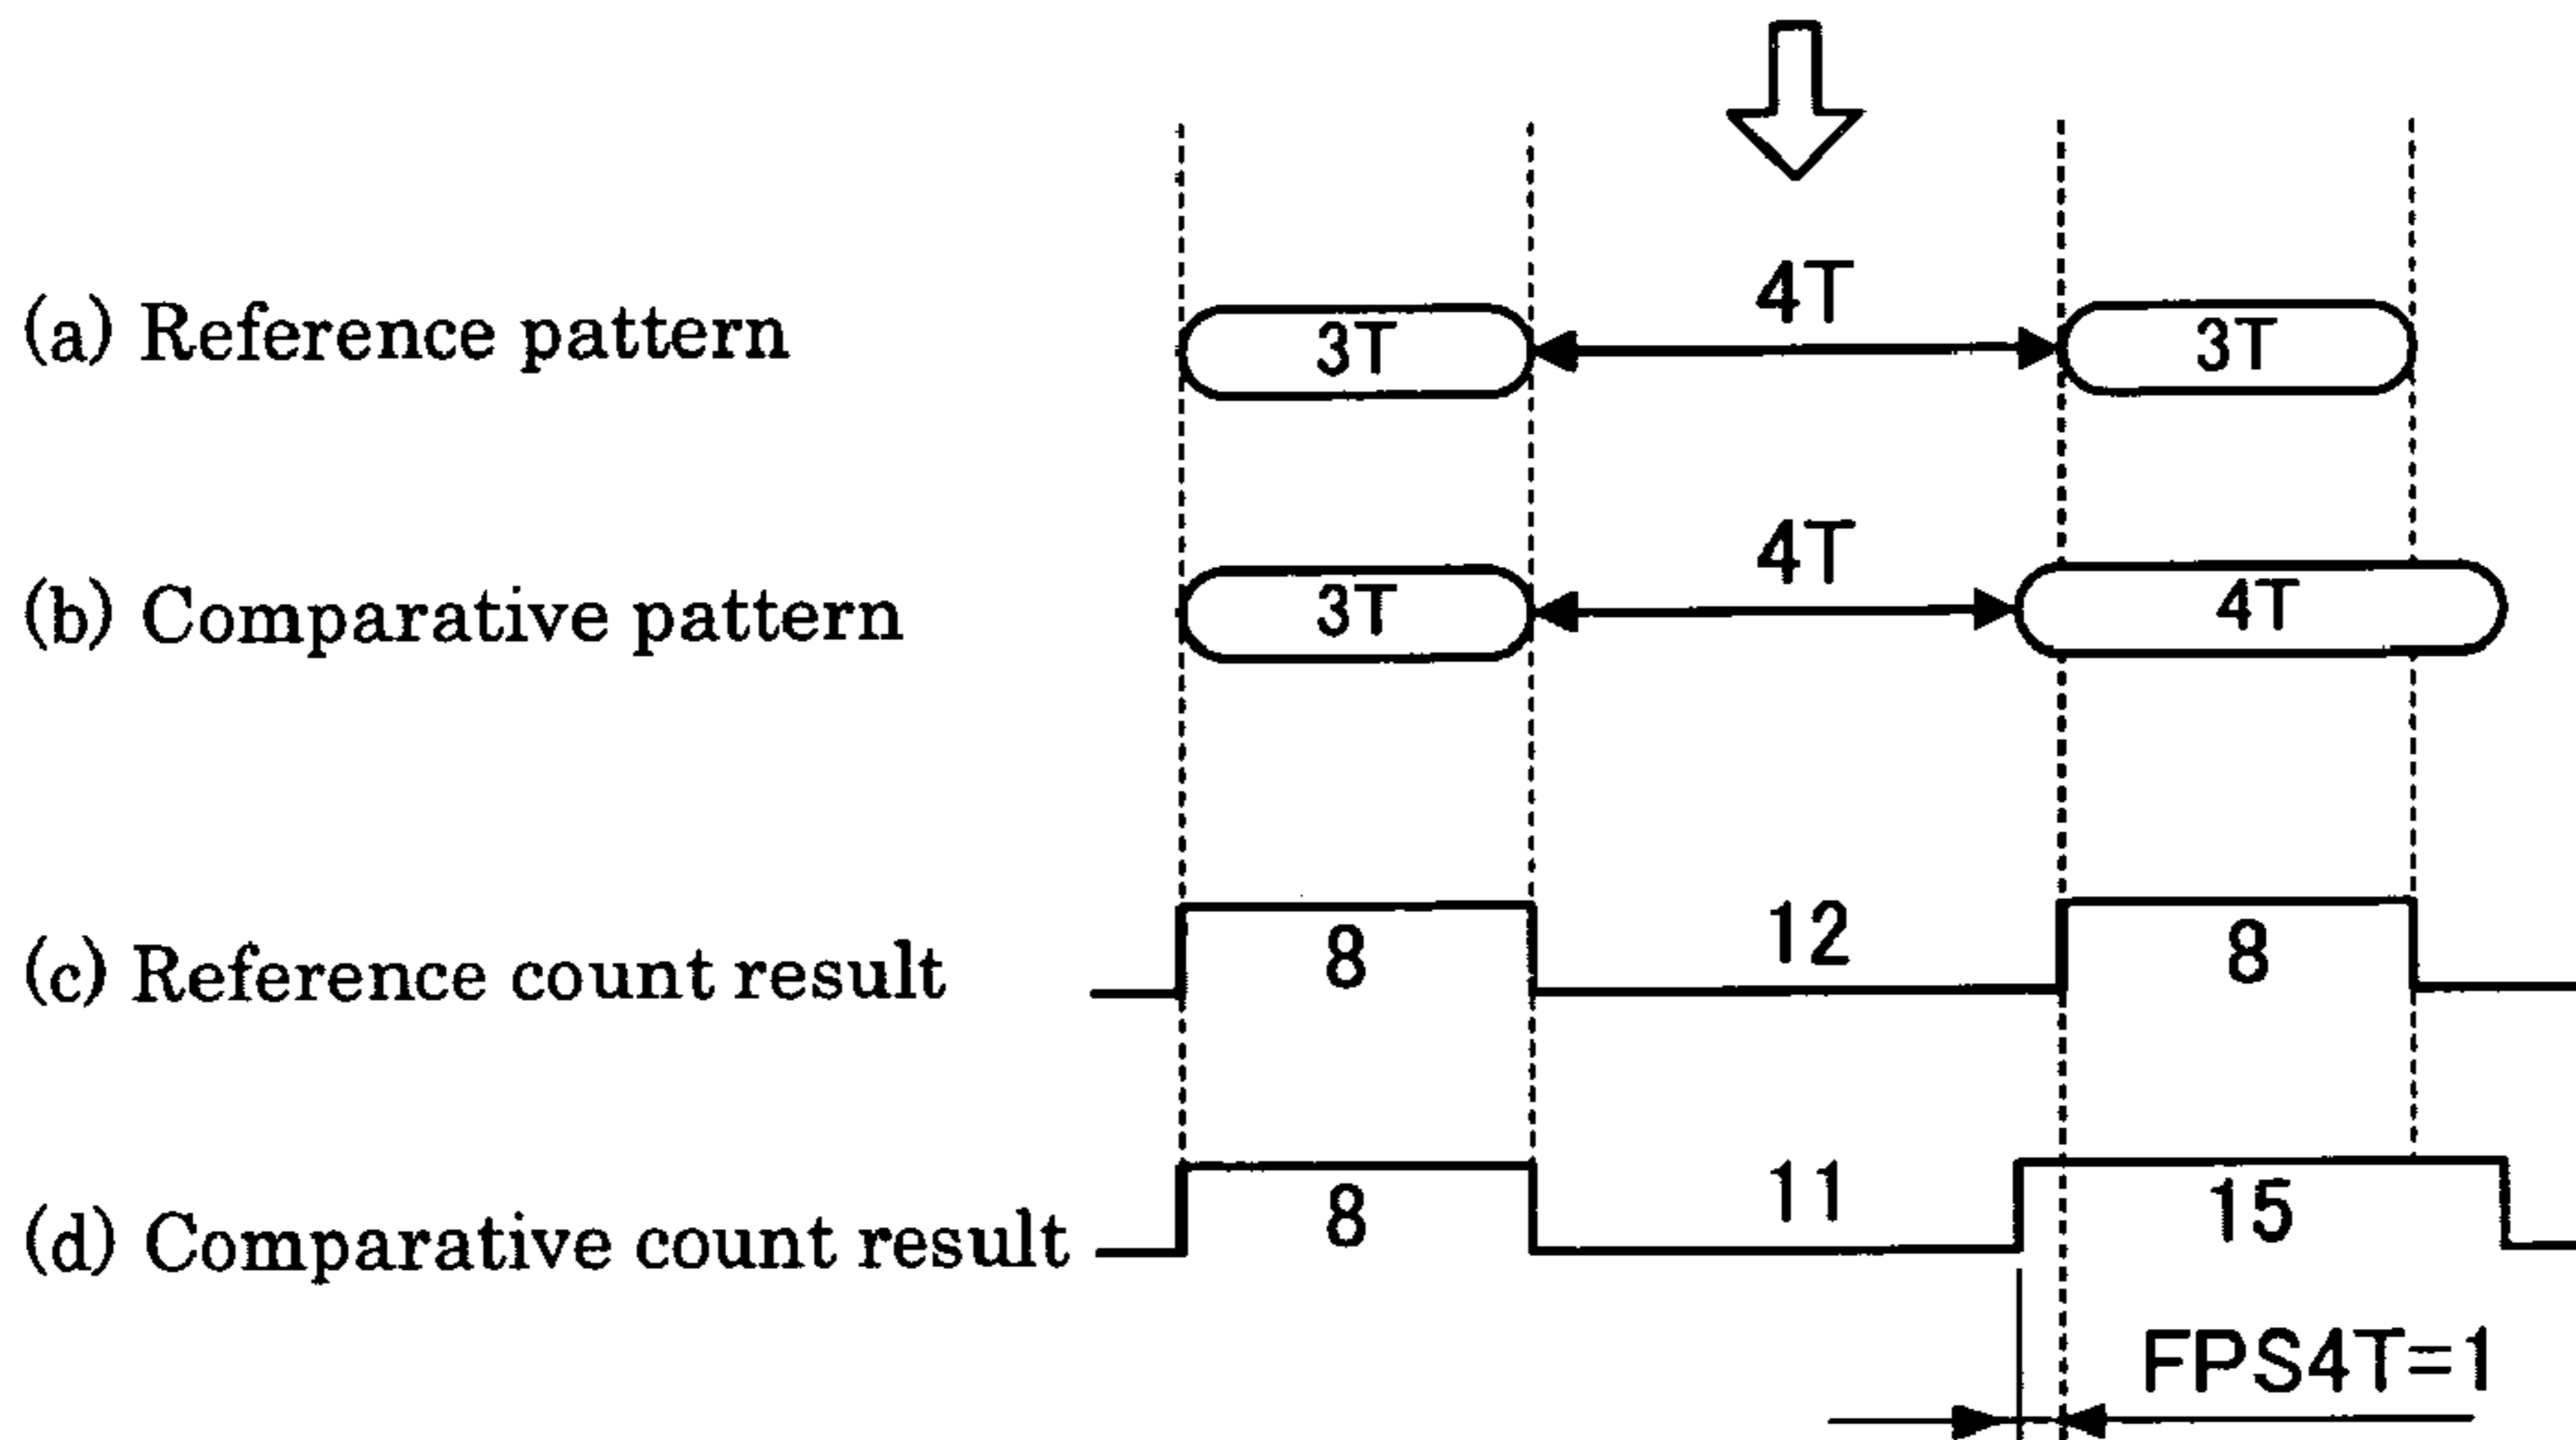 4T
(a) Reference pattern 3T 3T
4T
(b) Comparative pattern 3T 4T
12
(c) Reference count result 8 8
11
(d) Comparative count result 8 15
FPS4T=1